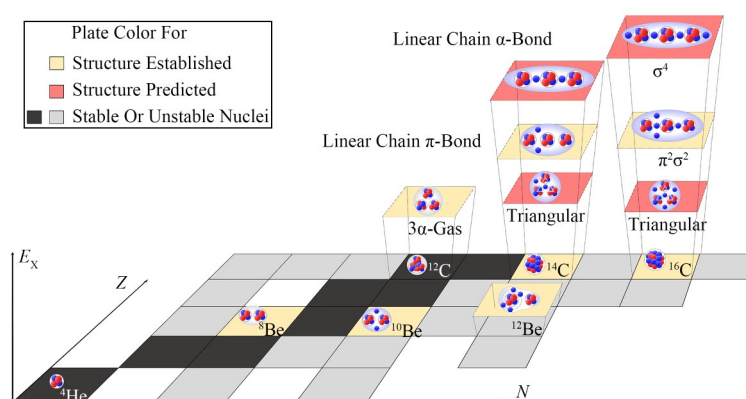 Plate Color For
Structure Established
Structure Predicted
Stable Or Unstable Nuclei
Linear Chain α-Bond
σ⁴
Linear Chain π-Bond
π²σ²
3α-Gas
Triangular
Triangular
E_X
Z
¹²C
¹⁴C
¹⁶C
⁸Be
¹⁰Be
¹²Be
⁴He
N